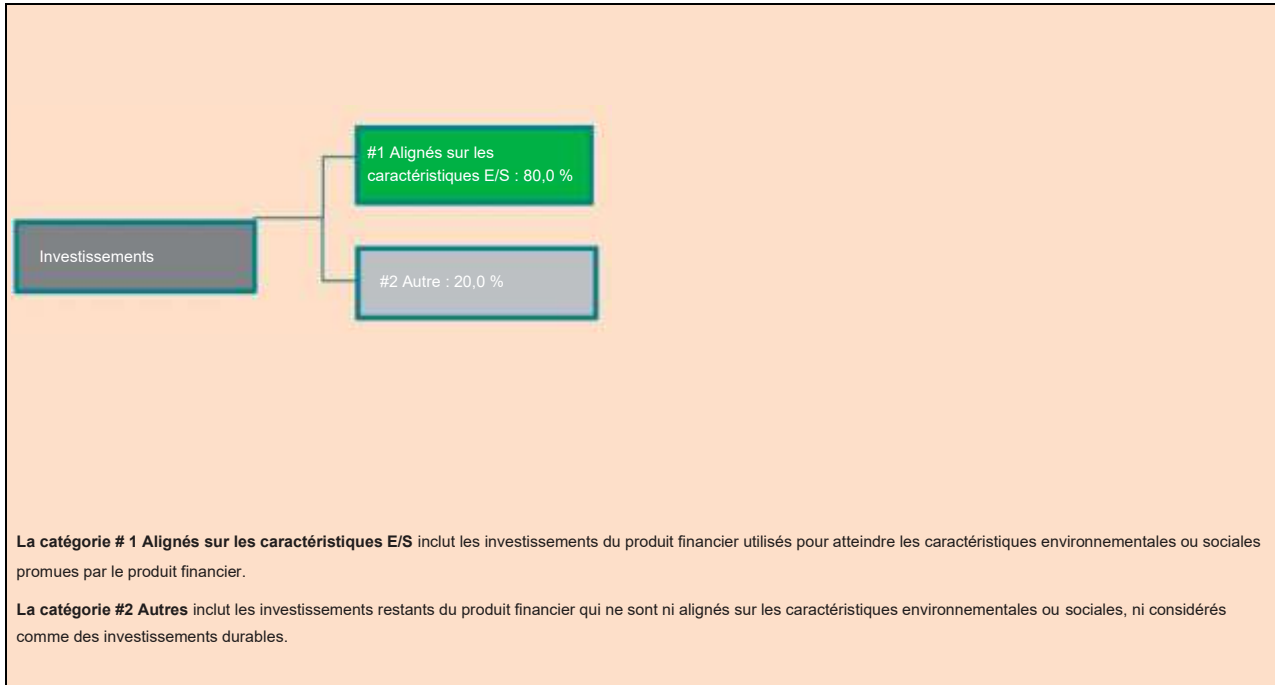 #1 Alignés sur les
caractéristiques E/S : 80,0 %
Investissements
#2 Autre : 20,0 %
La catégorie # 1 Alignés sur les caractéristiques E/S inclut les investissements du produit financier utilisés pour atteindre les caractéristiques environnementales ou sociales
promues par le produit financier.
La catégorie #2 Autres inclut les investissements restants du produit financier qui ne sont ni alignés sur les caractéristiques environnementales ou sociales, ni considérés
comme des investissements durables.